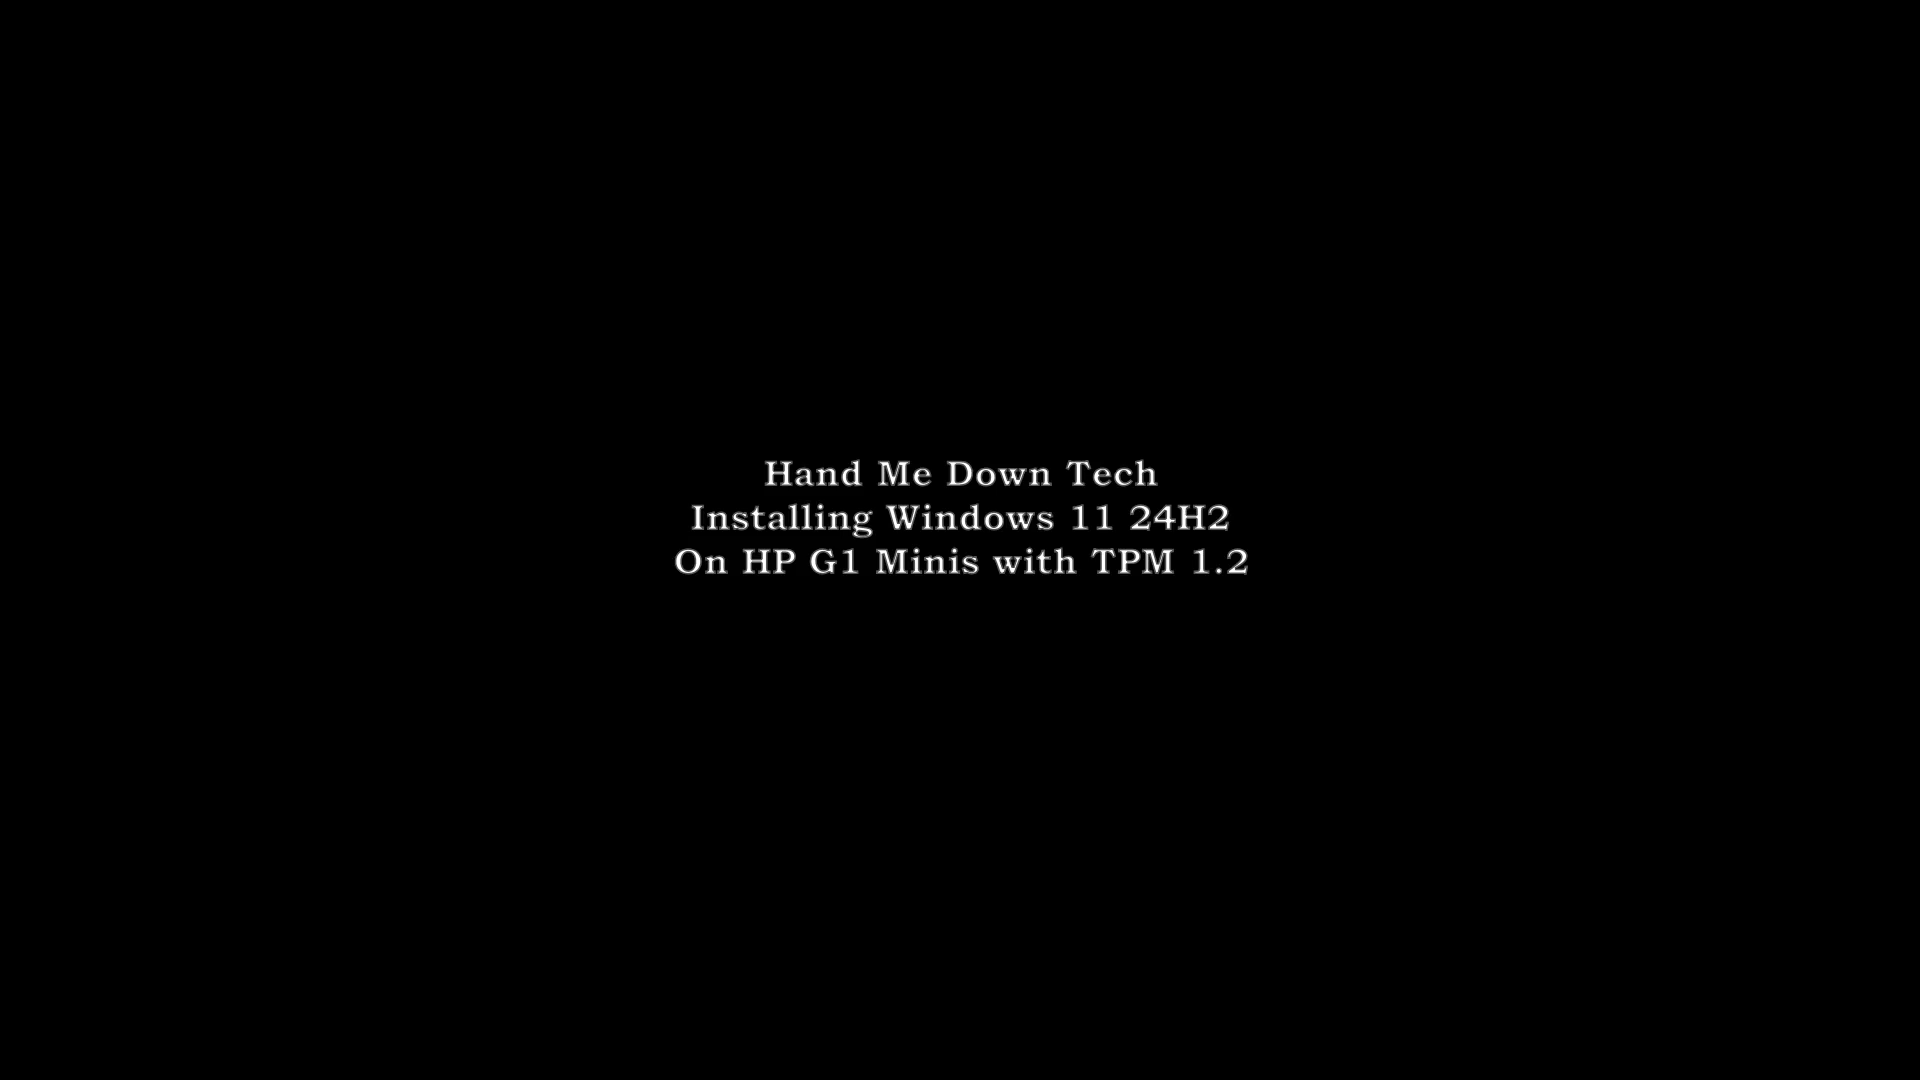 Hand Me Down Tech
Installing Windows 11 24H2
On HP G1 Minis with TPM 1.2